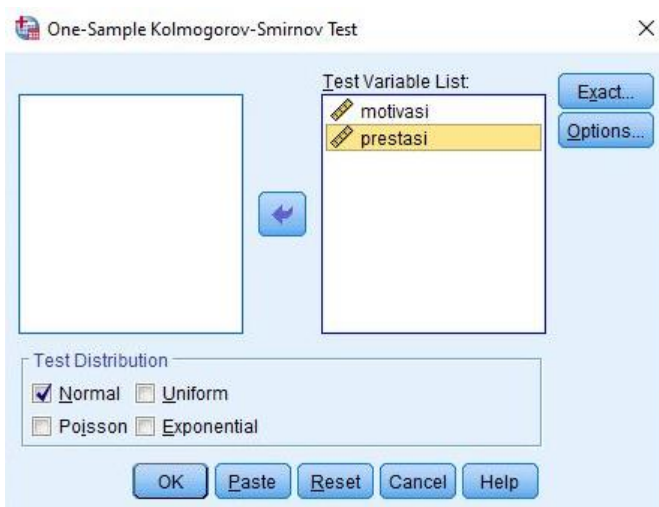 One-Sample Kolmogorov-Smirnov Test
Test Variable List:
motivasi
prestasi
Exact...
Options...
Test Distribution
Normal Uniform
Poisson Exponential
OK Paste Reset Cancel Help